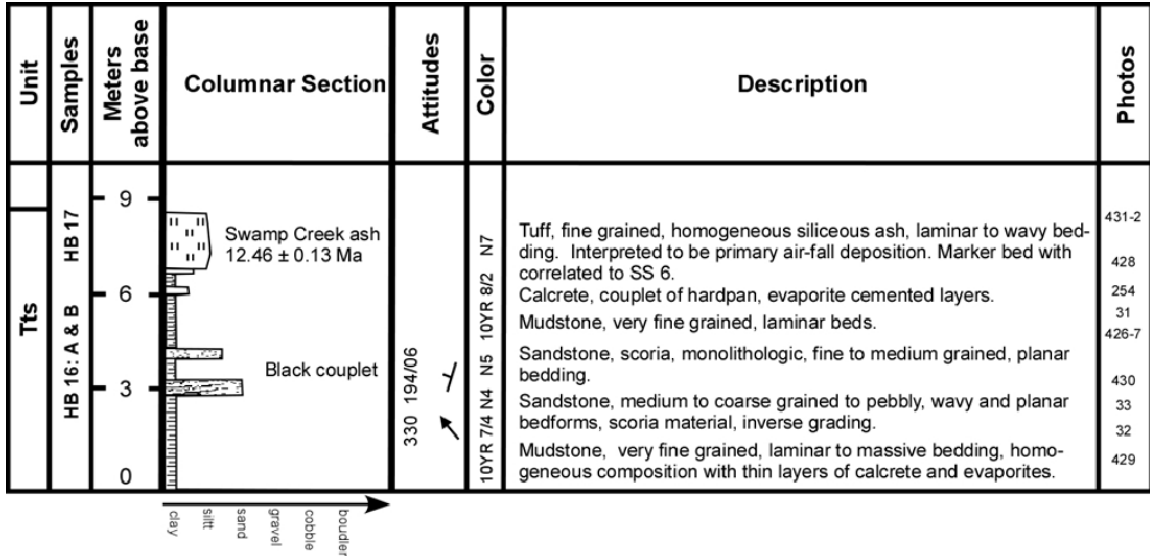 Unit
Samples
Meters
above base
Columnar Section
Attitudes
Color
Description
Photos
Tts
HB 17
HB 16: A & B
9
6
3
0
Swamp Creek ash
12.46 ± 0.13 Ma
Black couplet
194/06
330
N7
10YR 8/2
N5
N4
10YR 7/4
Tuff, fine grained, homogeneous siliceous ash, laminar to wavy bed-
ding. Interpreted to be primary air-fall deposition. Marker bed with
correlated to SS 6.
Calcrete, couplet of hardpan, evaporite cemented layers.
Mudstone, very fine grained, laminar beds.
Sandstone, scoria, monolithologic, fine to medium grained, planar
bedding.
Sandstone, medium to coarse grained to pebbly, wavy and planar
bedforms, scoria material, inverse grading.
Mudstone, very fine grained, laminar to massive bedding, homo-
geneous composition with thin layers of calcrete and evaporites.
431-2
428
254
31
426-7
430
33
32
429
clay
siltt
sand
gravel
cobble
boudler